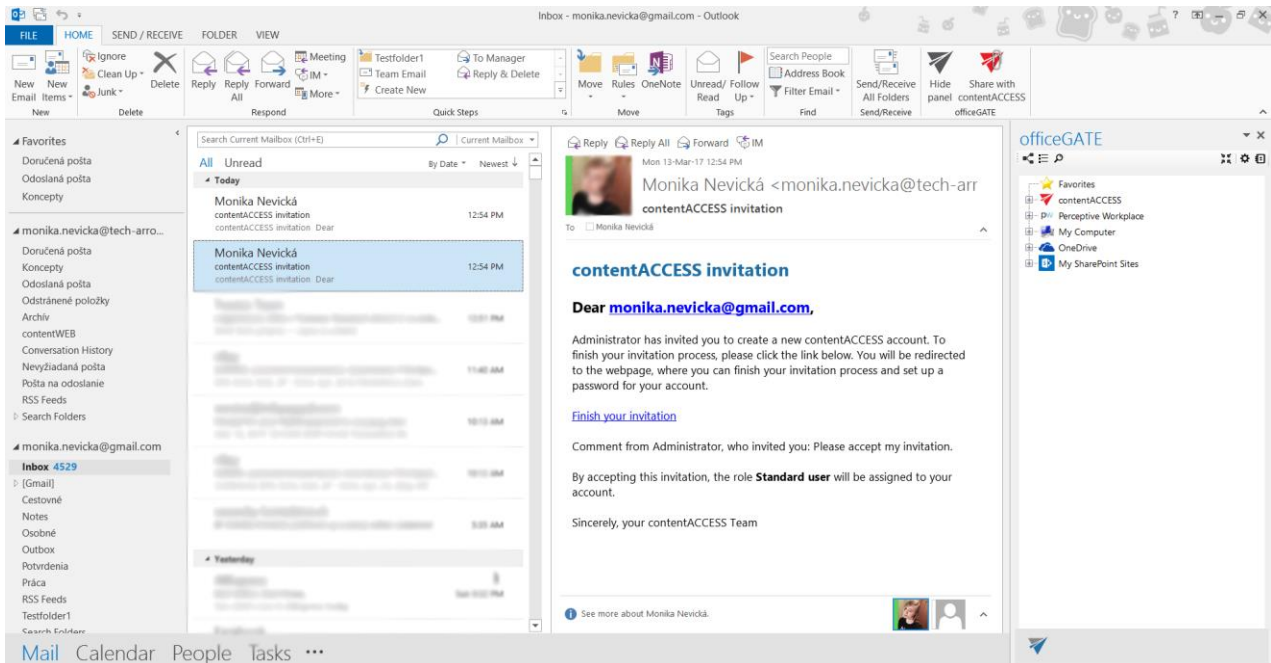 Inbox - monika.nevicka@gmail.com - Outlook
FILE HOME SEND / RECEIVE FOLDER VIEW
New Email
New Items
Ignore
Clean Up
Junk
Delete
Reply
Reply All
Forward
Meeting
IM
More
Testfolder1
Team Email
Create New
To Manager
Reply & Delete
Move
Rules
OneNote
Unread/ Read
Follow Up
Search People
Address Book
Filter Email
Send/Receive All Folders
Hide panel
Share with contentACCESS
New Delete Respond Quick Steps Move Tags Find Send/Receive officeGATE
Favorites
Doručená pošta
Odoslaná pošta
Koncepty
monika.nevicka@tech-arro...
Doručená pošta
Koncepty
Odoslaná pošta
Odstránené položky
Archív
contentWEB
Conversation History
Nevyžiadaná pošta
Pošta na odoslanie
RSS Feeds
Search Folders
monika.nevicka@gmail.com
Inbox 4529
[Gmail]
Cestovné
Notes
Osobné
Outbox
Potvrdenia
Práca
RSS Feeds
Testfolder1
Search Folders
Search Current Mailbox (Ctrl+E) Current Mailbox
All Unread By Date Newest
Today
Monika Nevická
contentACCESS invitation 12:54 PM
contentACCESS invitation Dear
Monika Nevická
contentACCESS invitation 12:54 PM
contentACCESS invitation Dear
Yesterday
Reply Reply All Forward IM
Mon 13-Mar-17 12:54 PM
Monika Nevická <monika.nevicka@tech-arr
contentACCESS invitation
To Monika Nevická
contentACCESS invitation
Dear monika.nevicka@gmail.com,
Administrator has invited you to create a new contentACCESS account. To
finish your invitation process, please click the link below. You will be redirected
to the webpage, where you can finish your invitation process and set up a
password for your account.
Finish your invitation
Comment from Administrator, who invited you: Please accept my invitation.
By accepting this invitation, the role Standard user will be assigned to your
account.
Sincerely, your contentACCESS Team
See more about Monika Nevická.
officeGATE
Favorites
contentACCESS
Perceptive Workplace
My Computer
OneDrive
My SharePoint Sites
Mail Calendar People Tasks ...